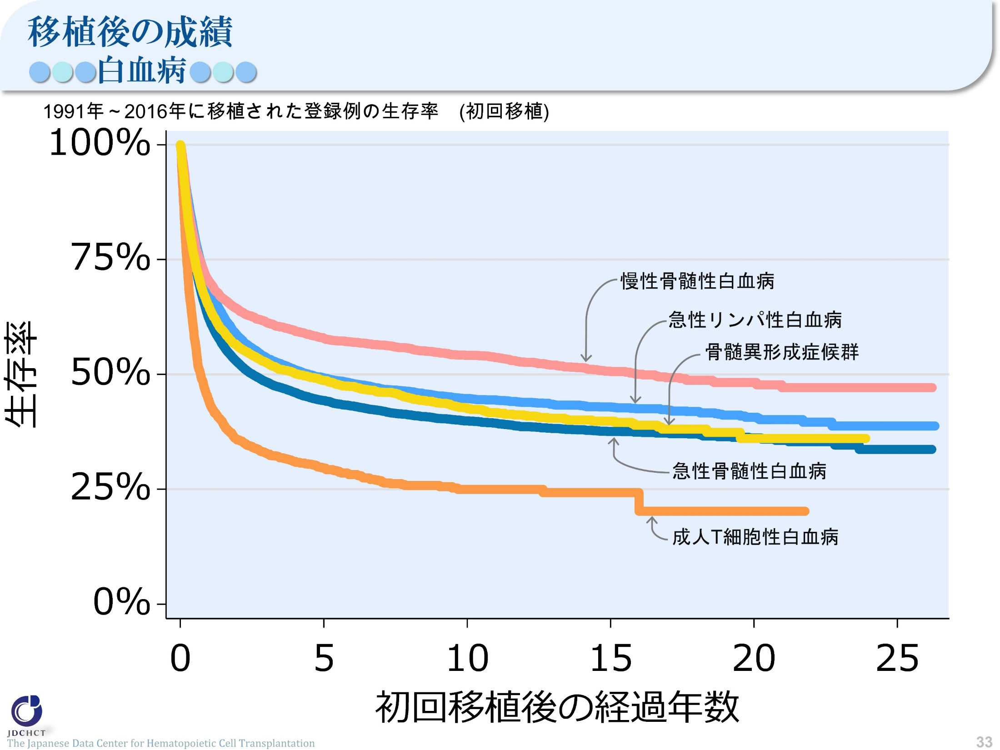 移植後の成績
白血病
1991年～2016年に移植された登録例の生存率　(初回移植)
100%
75%
50%
25%
0%
生存率
慢性骨髄性白血病
急性リンパ性白血病
骨髄異形成症候群
急性骨髄性白血病
成人T細胞性白血病
0 5 10 15 20 25
初回移植後の経過年数
JDCHCT
The Japanese Data Center for Hematopoietic Cell Transplantation
33